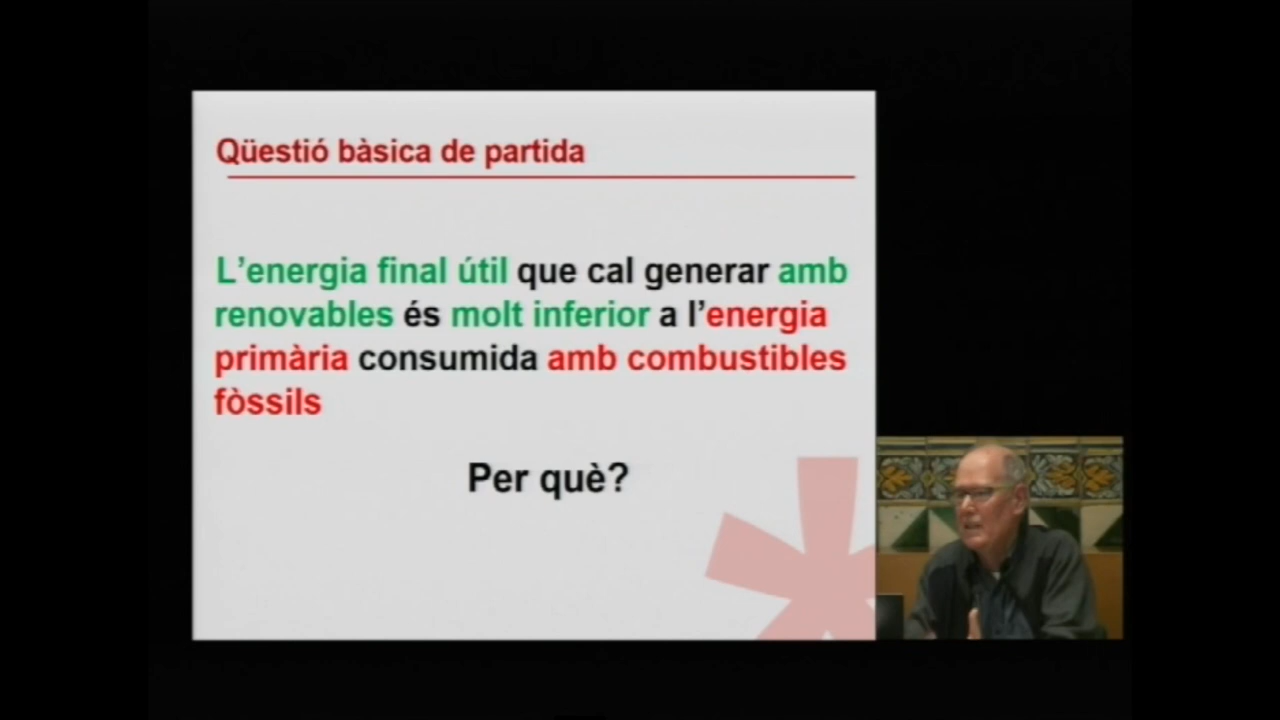 Qüestió bàsica de partida
L’energia final útil que cal generar amb
renovables és molt inferior a l’energia
primària consumida amb combustibles
fòssils
Per què?